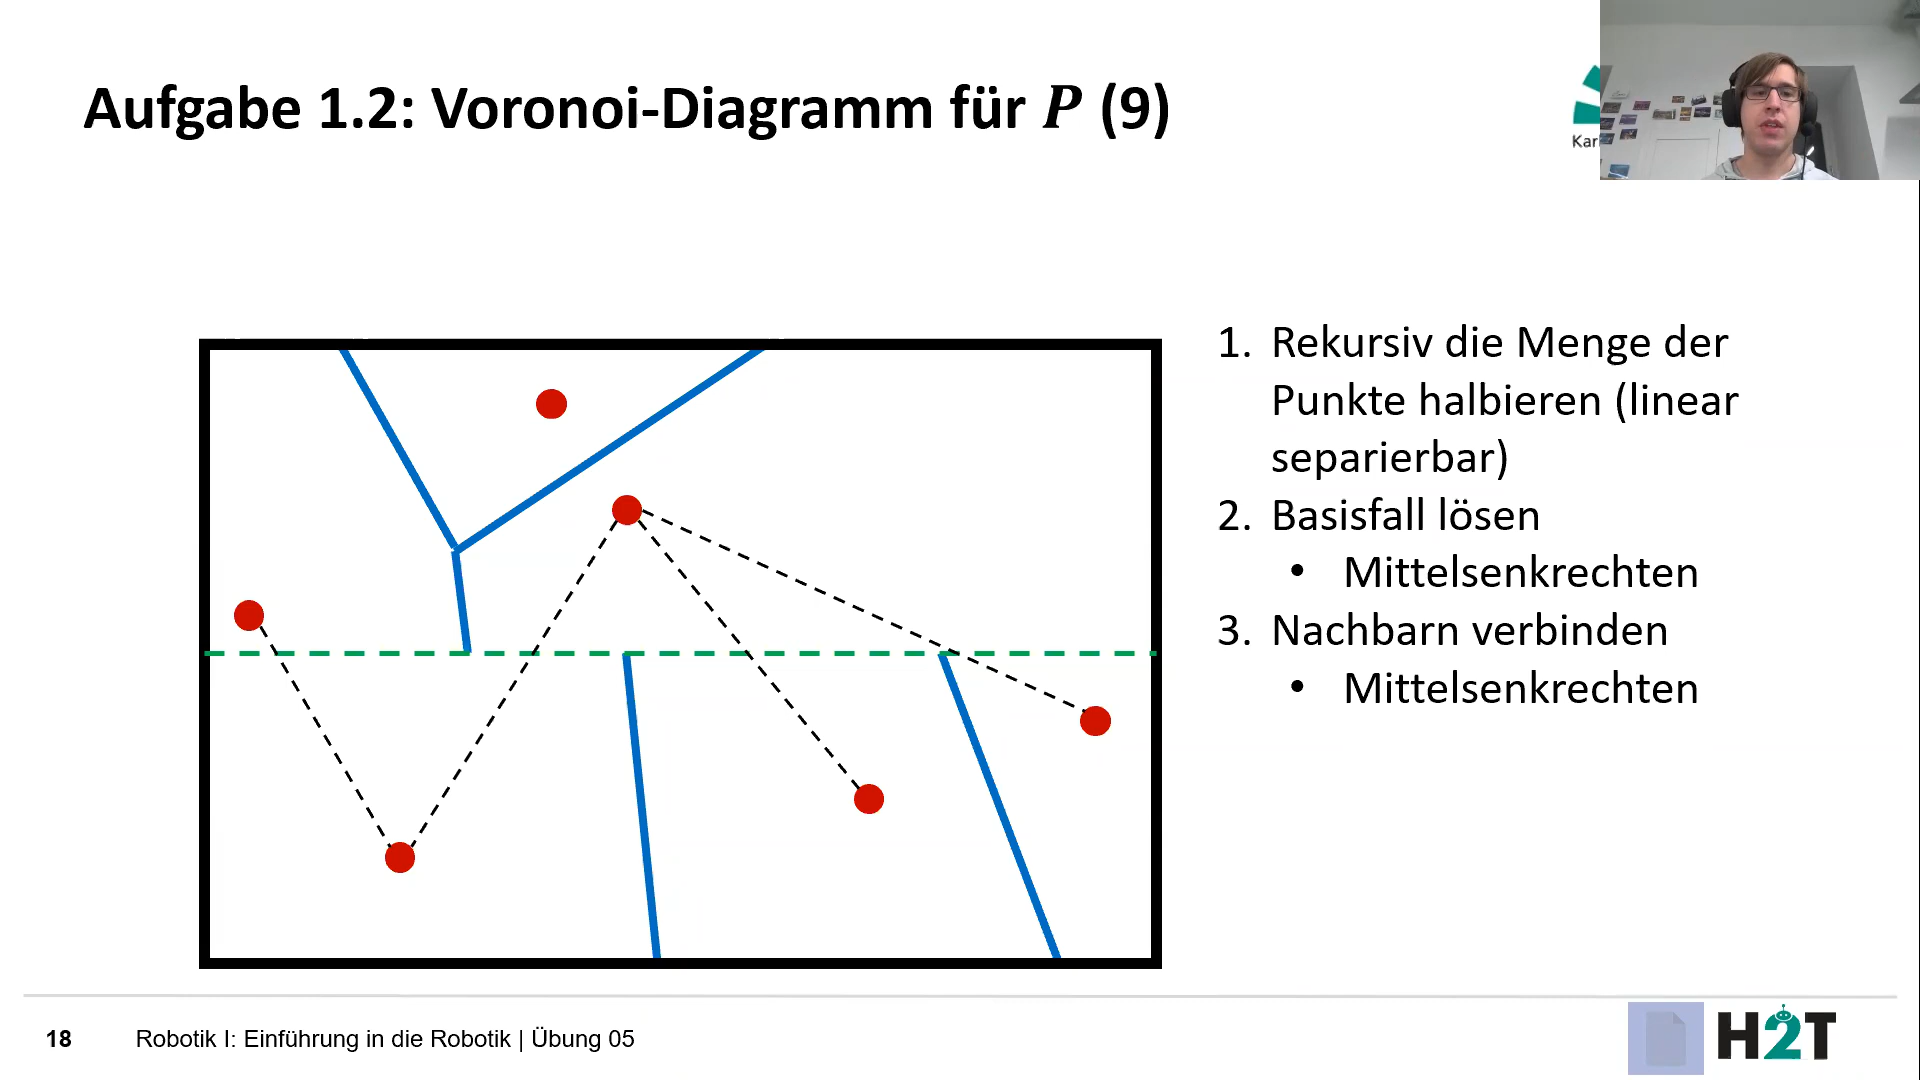 Aufgabe 1.2: Voronoi-Diagramm für P (9)
1. Rekursiv die Menge der
Punkte halbieren (linear
separierbar)
2. Basisfall lösen
• Mittelsenkrechten
3. Nachbarn verbinden
• Mittelsenkrechten
18 Robotik I: Einführung in die Robotik | Übung 05
H2T